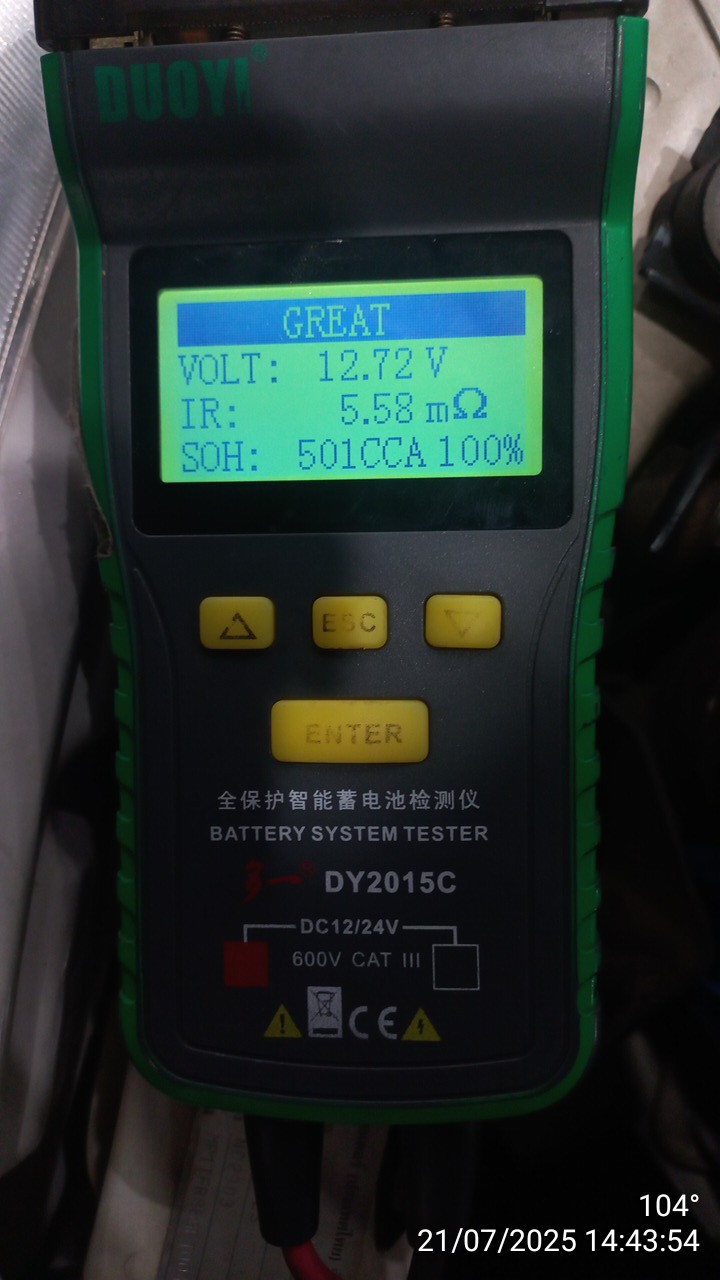 DUOYI®
GREAT
VOLT: 12.72 V
IR: 5.58 mΩ
SOH: 501CCA 100%
ESC
ENTER
全保护智能蓄电池检测仪
BATTERY SYSTEM TESTER
多一® DY2015C
DC12/24V
600V CAT III
CE
104°
21/07/2025 14:43:54